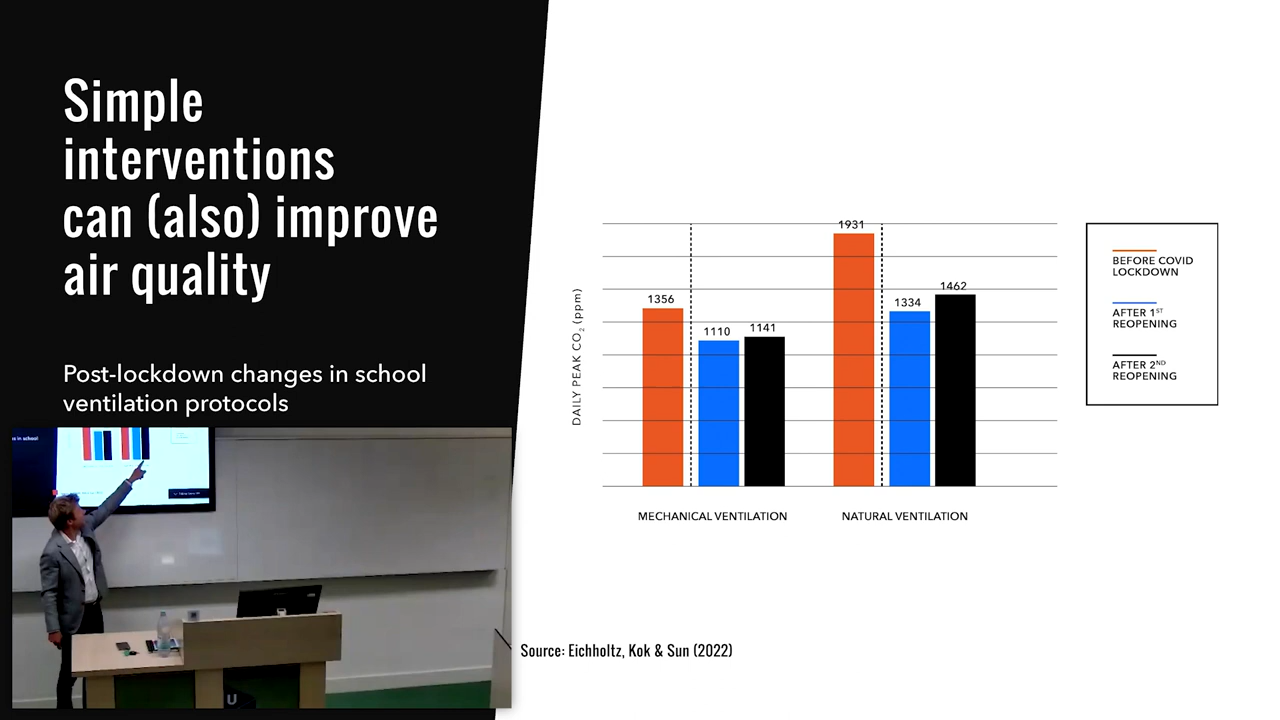 Simple
interventions
can (also) improve
air quality
Post-lockdown changes in school
ventilation protocols
DAILY PEAK CO₂ (ppm)
1356
1110
1141
1931
1334
1462
MECHANICAL VENTILATION
NATURAL VENTILATION
BEFORE COVID
LOCKDOWN
AFTER 1ST
REOPENING
AFTER 2ND
REOPENING
Source: Eichholtz, Kok & Sun (2022)
U